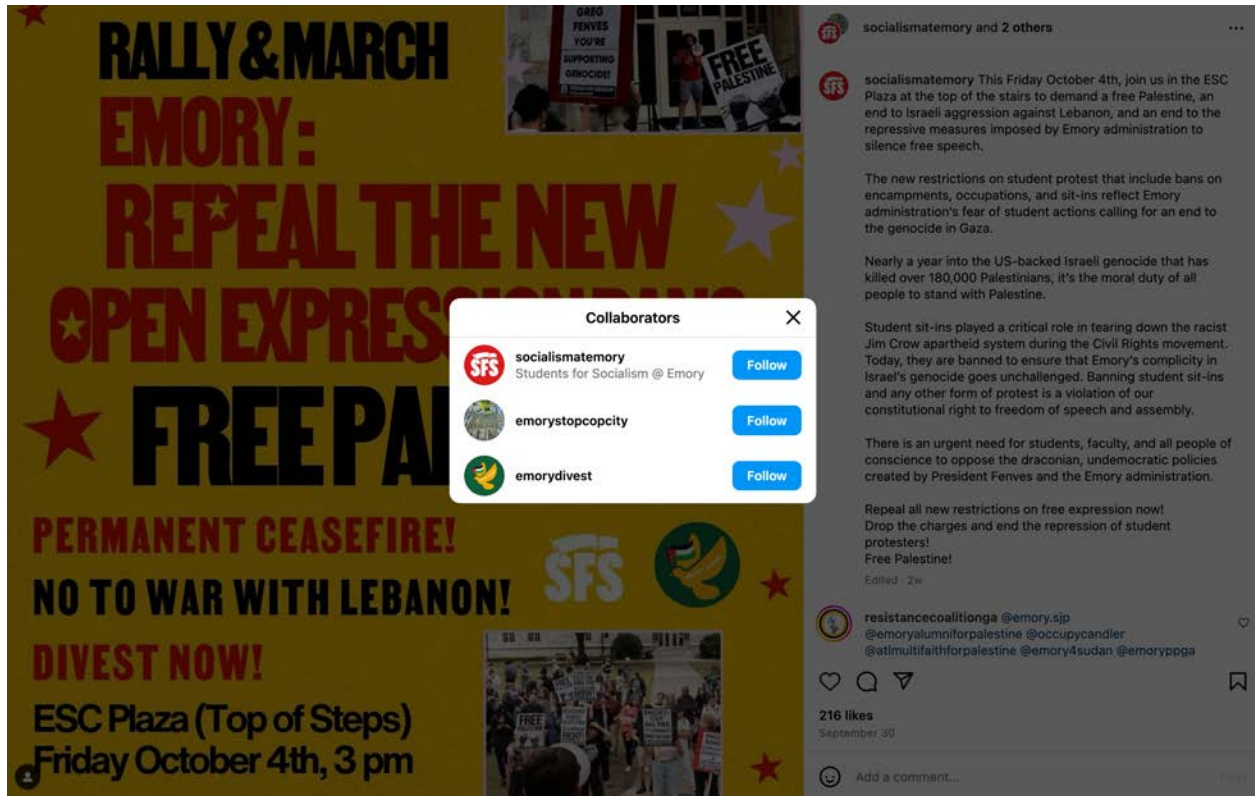 RALLY & MARCH
EMORY:
REPEAL THE NEW
OPEN EXPRES
FREE PAL
PERMANENT CEASEFIRE!
NO TO WAR WITH LEBANON!
DIVEST NOW!
ESC Plaza (Top of Steps)
Friday October 4th, 3 pm
GREG
FENVES
YOU'RE
SUPPORTING
GENOCIDE!
FREE
PALESTINE
SFS
FREE
PALESTINE
Collaborators
SFS
socialismatemory
Students for Socialism @ Emory
Follow
emorystopcopcity
Follow
emorydivest
Follow
socialismatemory and 2 others
SFS
socialismatemory This Friday October 4th, join us in the ESC
Plaza at the top of the stairs to demand a free Palestine, an
end to Israeli aggression against Lebanon, and an end to the
repressive measures imposed by Emory administration to
silence free speech.
The new restrictions on student protest that include bans on
encampments, occupations, and sit-ins reflect Emory
administration's fear of student actions calling for an end to
the genocide in Gaza.
Nearly a year into the US-backed Israeli genocide that has
killed over 180,000 Palestinians, it's the moral duty of all
people to stand with Palestine.
Student sit-ins played a critical role in tearing down the racist
Jim Crow apartheid system during the Civil Rights movement.
Today, they are banned to ensure that Emory's complicity in
Israel's genocide goes unchallenged. Banning student sit-ins
and any other form of protest is a violation of our
constitutional right to freedom of speech and assembly.
There is an urgent need for students, faculty, and all people of
conscience to oppose the draconian, undemocratic policies
created by President Fenves and the Emory administration.
Repeal all new restrictions on free expression now!
Drop the charges and end the repression of student
protesters!
Free Palestine!
Edited · 2w
resistancecoalitionga @emory.sjp
@emoryalumniforpalestine @occupycandler
@atlmultifaithforpalestine @emory4sudan @emoryppga
216 likes
September 30
Add a comment...